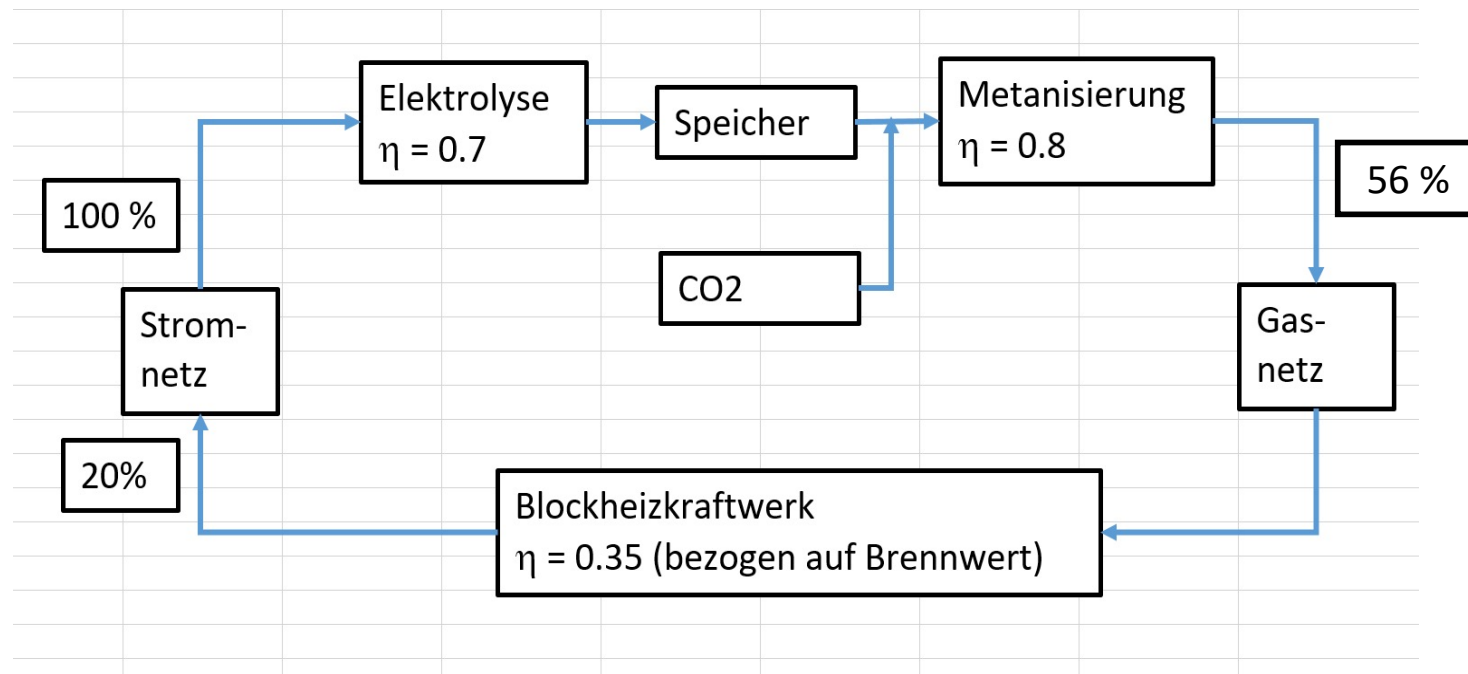 Elektrolyse
η = 0.7
Speicher
Metanisierung
η = 0.8
56 %
100 %
CO2
Strom-
netz
Gas-
netz
20%
Blockheizkraftwerk
η = 0.35 (bezogen auf Brennwert)